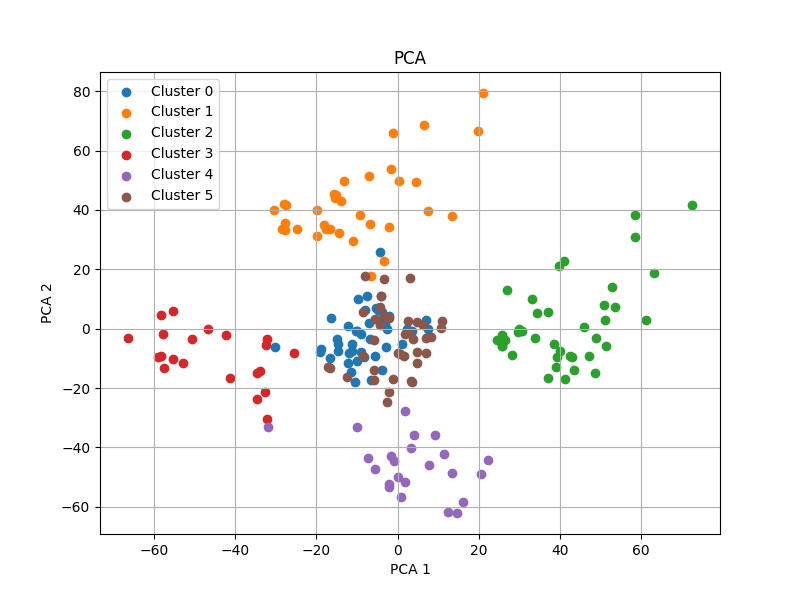 PCA
80
60
40
20
0
−20
−40
−60
PCA 2
Cluster 0
Cluster 1
Cluster 2
Cluster 3
Cluster 4
Cluster 5
−60 −40 −20 0 20 40 60
PCA 1